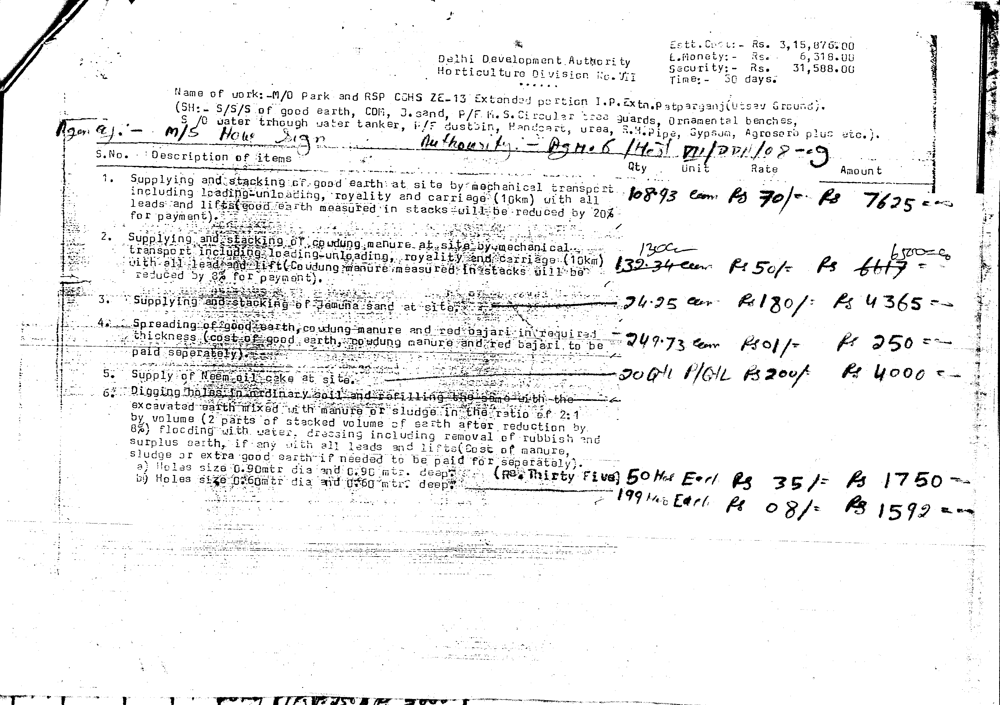 Estt.Cost:- Rs. 3,15,876.00
E.Monety:- Rs. 6,318.00
Security:- Rs. 31,588.00
Time:- 30 days.
Delhi Development Authority
Horticulture Division No.VII
......
Name of work:-M/O Park and RSP CGHS ZE-13 Extended portion I.P.Extn.Patparganj(Utsav Ground).
(SH:- S/S/S of good earth, CDM, J.sand, P/F M.S.Circular tree guards, Ornamental benches,
S/O water trhough water tanker, P/F dustbin, Handcart, urea, R.H.Pipe, Gypsum, Agrosorb plus etc.).
M/S Sign Authourity:- 6
S.No. Description of items Qty Unit Rate Amount
1. Supplying and stacking of good earth at site by mechanical transport
including loading-unloading, royality and carriage (10km) with all 108.93 cum Rs 70/- Rs 7625=00
leads and lifts(good earth measured in stacks will be reduced by 20%
for payment).
2. Supplying and stacking of cowdung manure at site by mechanical
130 6500=00
transport including loading-unloading, royality and carriage (10km)
with all lead and lift(Cowdung manure measured in stacks will be 132.34 cum Rs 50/= Rs 6617=
reduced by 8% for payment).
3. Supplying and stacking of Jamuna sand at site. 24.25 cum Rs 180/= Rs 4365=00
4. Spreading of good earth,cowdung manure and red bajari in required
thickness (cost of good earth, cowdung manure and red bajari to be 249.73 cum Rs 01/= Rs 250=00
paid seperately).
5. Supply of Neem oil cake at site. 20 Qtl P/Qtl Rs 200/- Rs 4000=00
6. Digging holes in ordinary soil and refilling the same with the
excavated earth mixed with manure or sludge in the ratio of 2:1
by volume (2 parts of stacked volume of earth after reduction by
8%) flooding with water, dressing including removal of rubbish and
surplus earth, if any with all leads and lifts(Cost of manure,
sludge or extra good earth if needed to be paid for seperately).
a) Holes size 0.90mtr dia and 0.90 mtr. deep. (Rs. Thirty Five) 50 Nos Each Rs 35/= Rs 1750=00
b) Holes size 0.60mtr dia and 0.60 mtr. deep. 199 Nos Each Rs 08/= Rs 1592=00